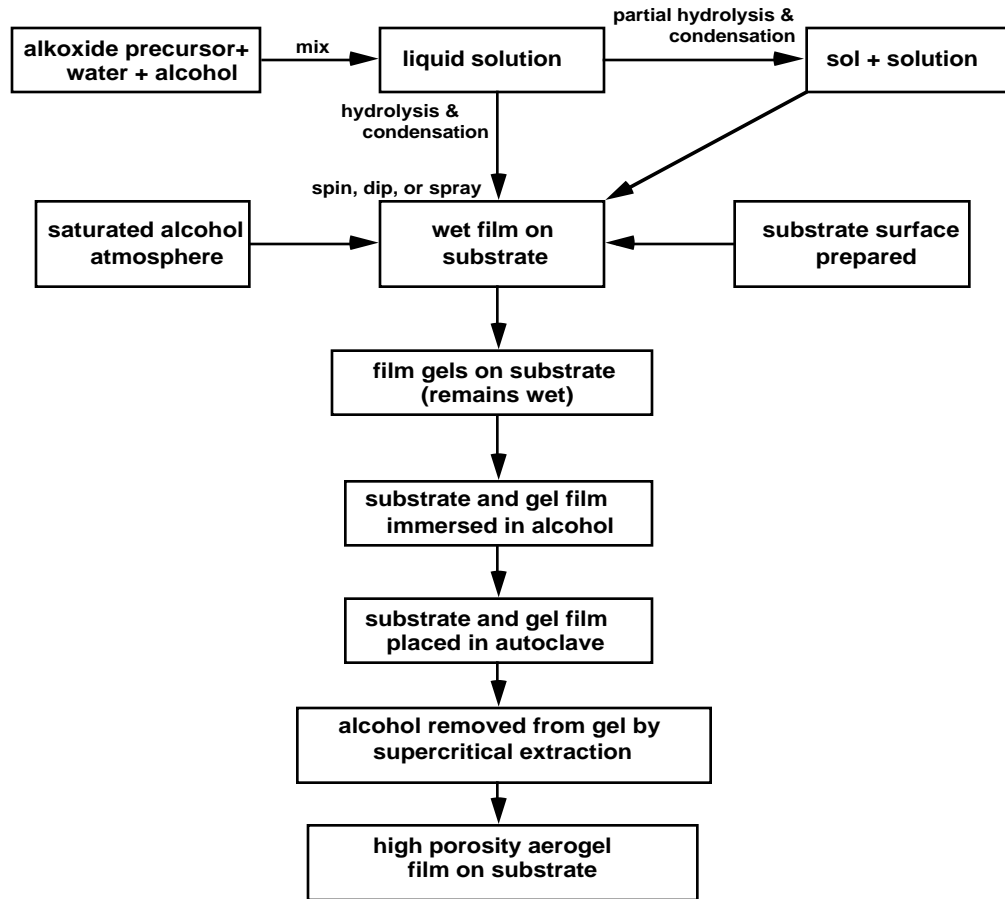 partial hydrolysis &
condensation
alkoxide precursor+
water + alcohol
mix
liquid solution
sol + solution
hydrolysis &
condensation
spin, dip, or spray
saturated alcohol
atmosphere
wet film on
substrate
substrate surface
prepared
film gels on substrate
(remains wet)
substrate and gel film
immersed in alcohol
substrate and gel film
placed in autoclave
alcohol removed from gel by
supercritical extraction
high porosity aerogel
film on substrate